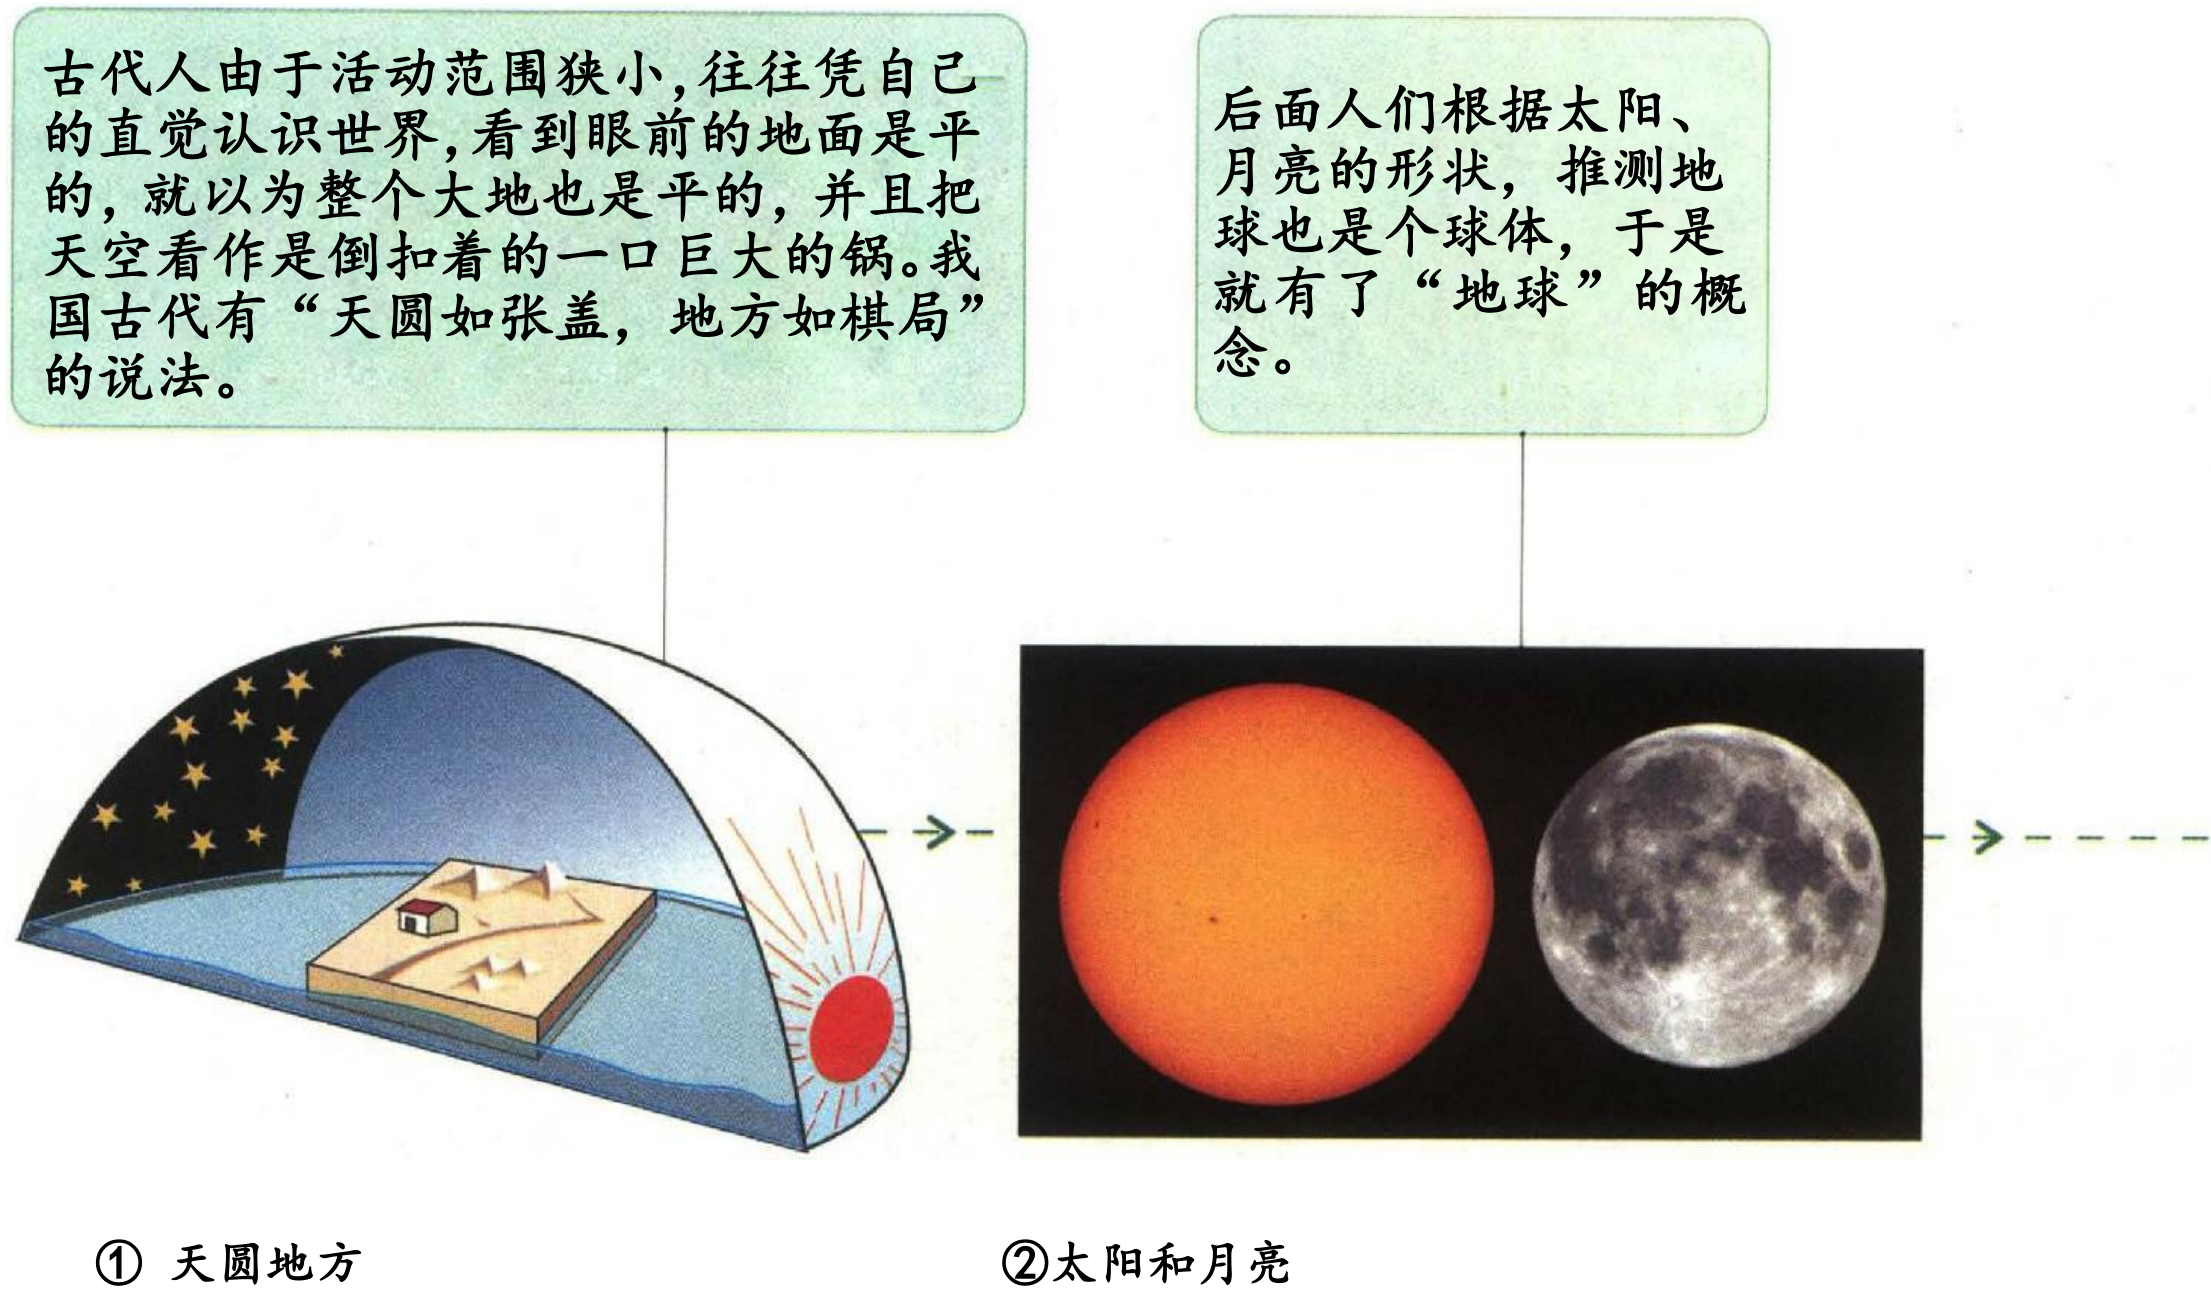 古代人由于活动范围狭小,往往凭自己
的直觉认识世界,看到眼前的地面是平
的,就以为整个大地也是平的,并且把
天空看作是倒扣着的一口巨大的锅。我
国古代有“天圆如张盖,地方如棋局”
的说法。
后面人们根据太阳、
月亮的形状,推测地
球也是个球体,于是
就有了“地球”的概
念。
① 天圆地方
②太阳和月亮